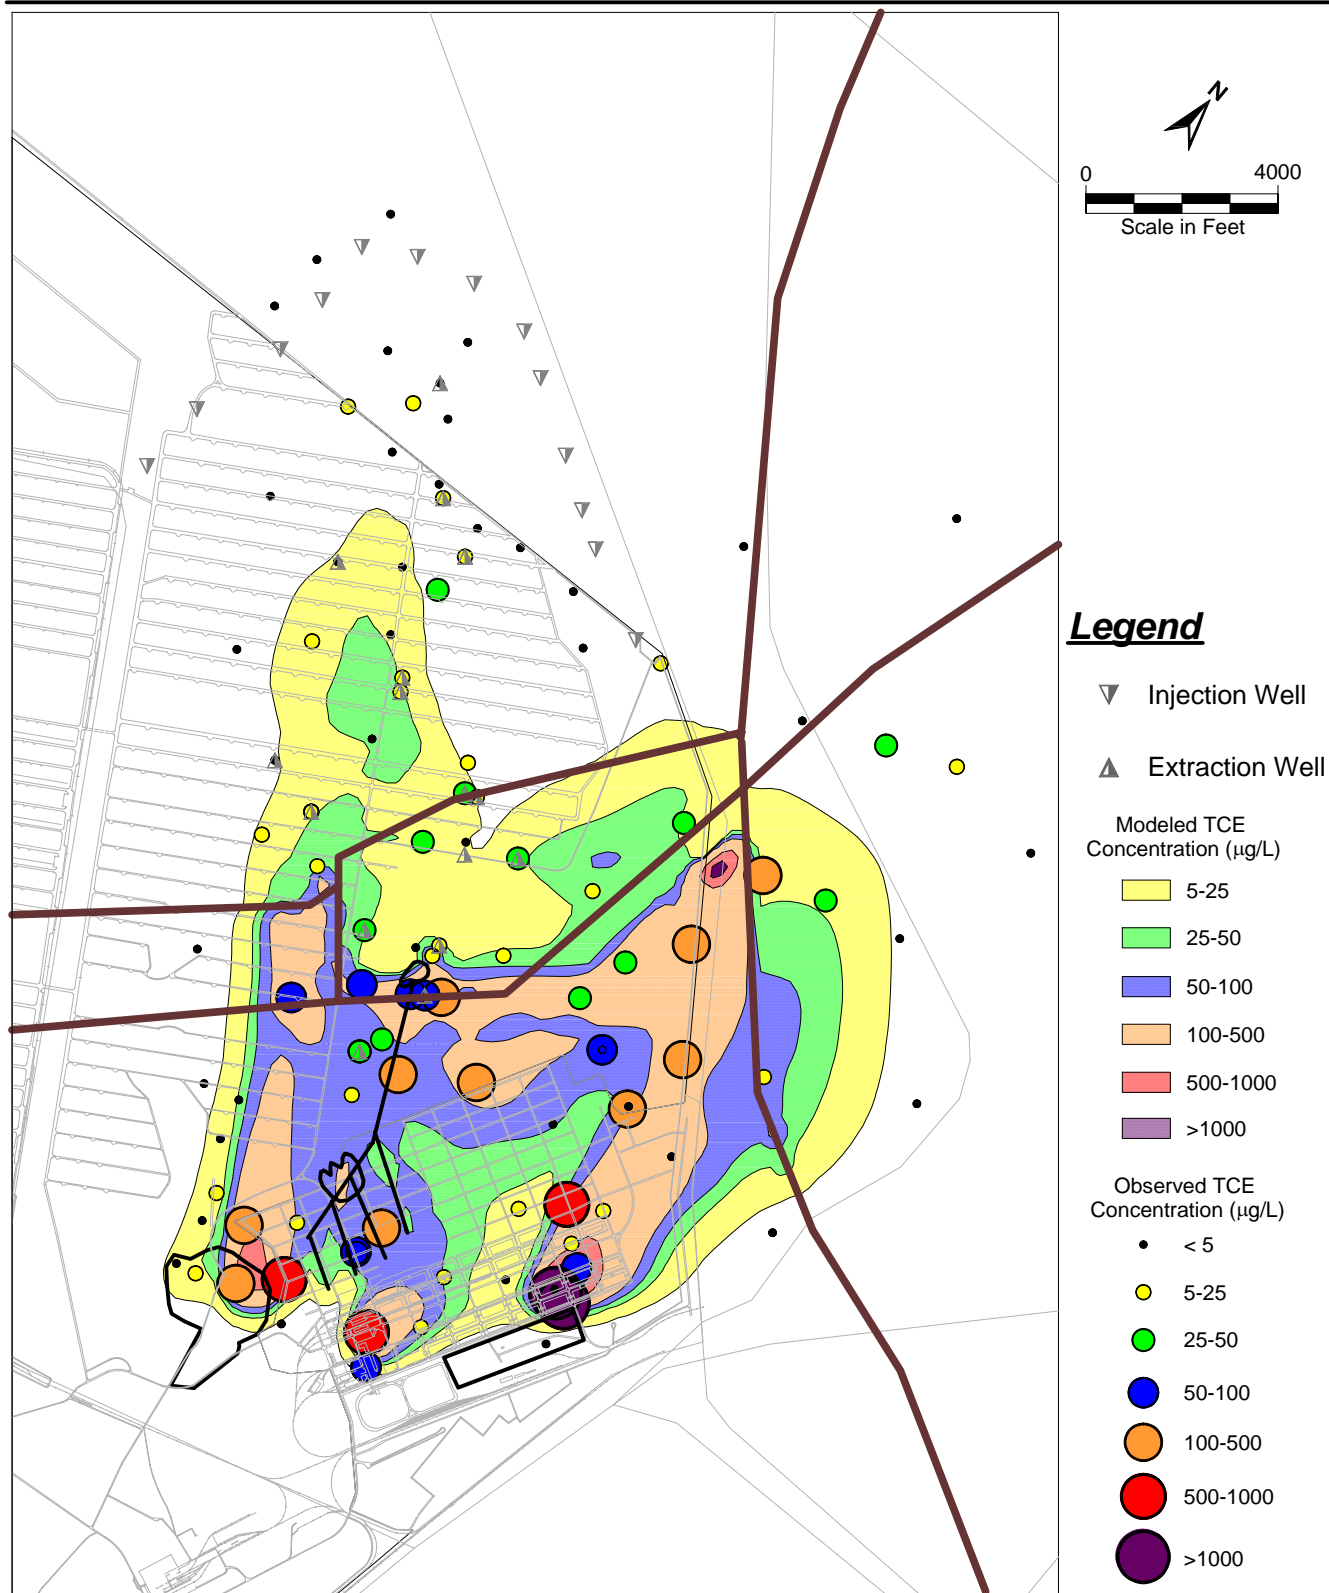 N
0 4000
Scale in Feet
Legend
Injection Well
Extraction Well
Modeled TCE
Concentration (µg/L)
5-25
25-50
50-100
100-500
500-1000
>1000
Observed TCE
Concentration (µg/L)
< 5
5-25
25-50
50-100
100-500
500-1000
>1000